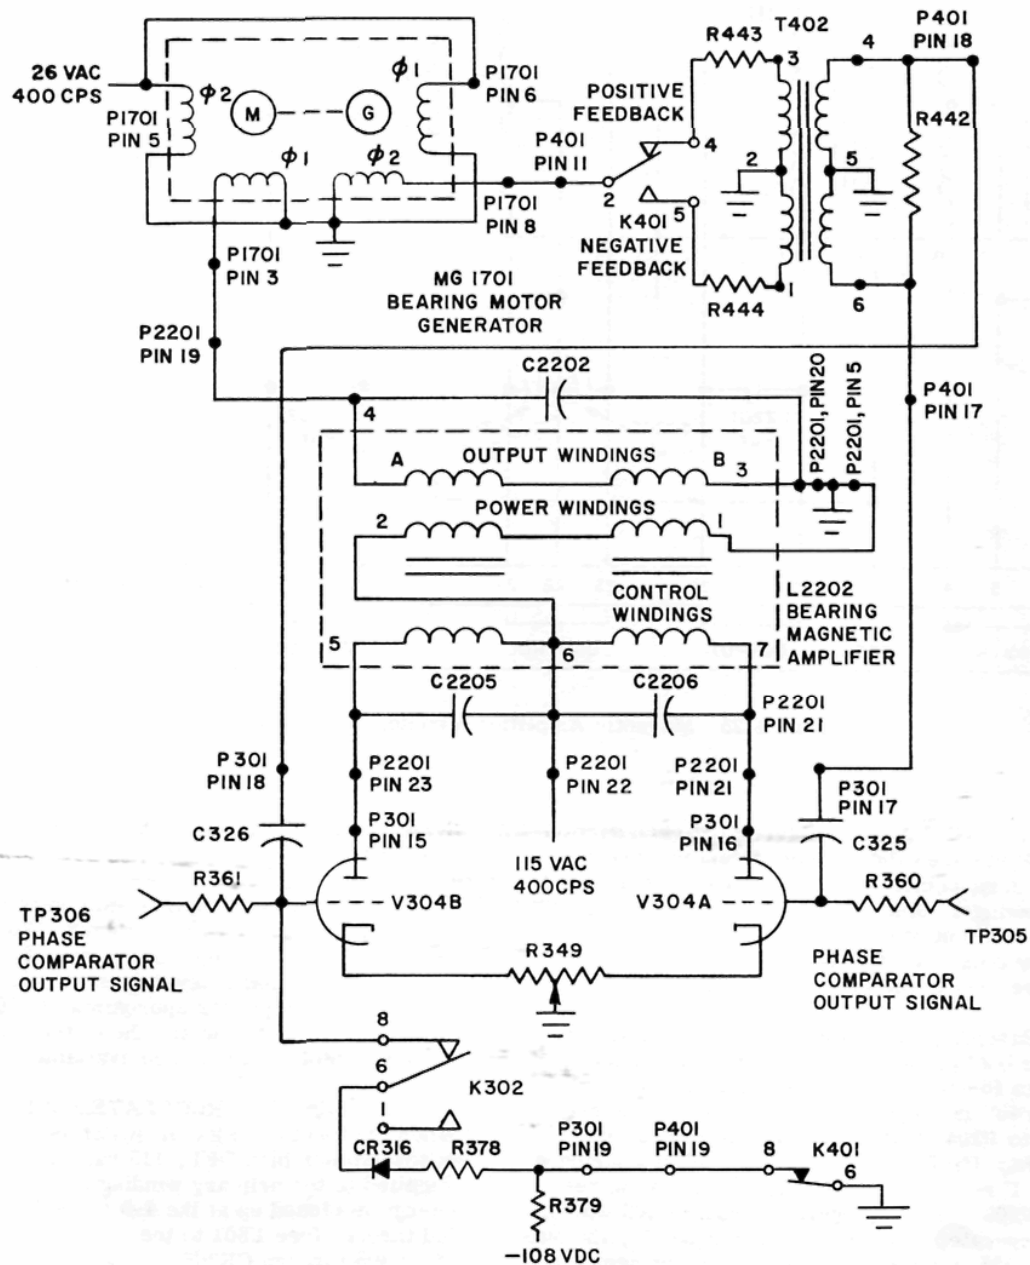 26 VAC
400 CPS
P1701
PIN 5
ϕ2
M
G
ϕ1
P1701
PIN 6
ϕ1
ϕ2
P401
PIN 11
P1701
PIN 8
P1701
PIN 3
MG 1701
BEARING MOTOR
GENERATOR
POSITIVE
FEEDBACK
4
2
5
K401
NEGATIVE
FEEDBACK
R443
R444
T402
3
2
1
4
5
6
P401
PIN 18
R442
P401
PIN 17
P2201
PIN 19
C2202
4
P2201, PIN20
P2201, PIN 5
A
OUTPUT WINDINGS
B
3
2
POWER WINDINGS
1
CONTROL
WINDINGS
5
6
7
L2202
BEARING
MAGNETIC
AMPLIFIER
C2205
C2206
P2201
PIN 21
P301
PIN 18
P2201
PIN 23
P2201
PIN 22
P2201
PIN 21
P301
PIN 17
C326
P301
PIN 15
P301
PIN 16
C325
115 VAC
400CPS
R361
V304B
V304A
R360
TP306
PHASE
COMPARATOR
OUTPUT SIGNAL
R349
TP305
PHASE
COMPARATOR
OUTPUT SIGNAL
8
6
K302
CR316
R378
P301
PIN19
P401
PIN 19
8
K401
6
R379
-108 VDC